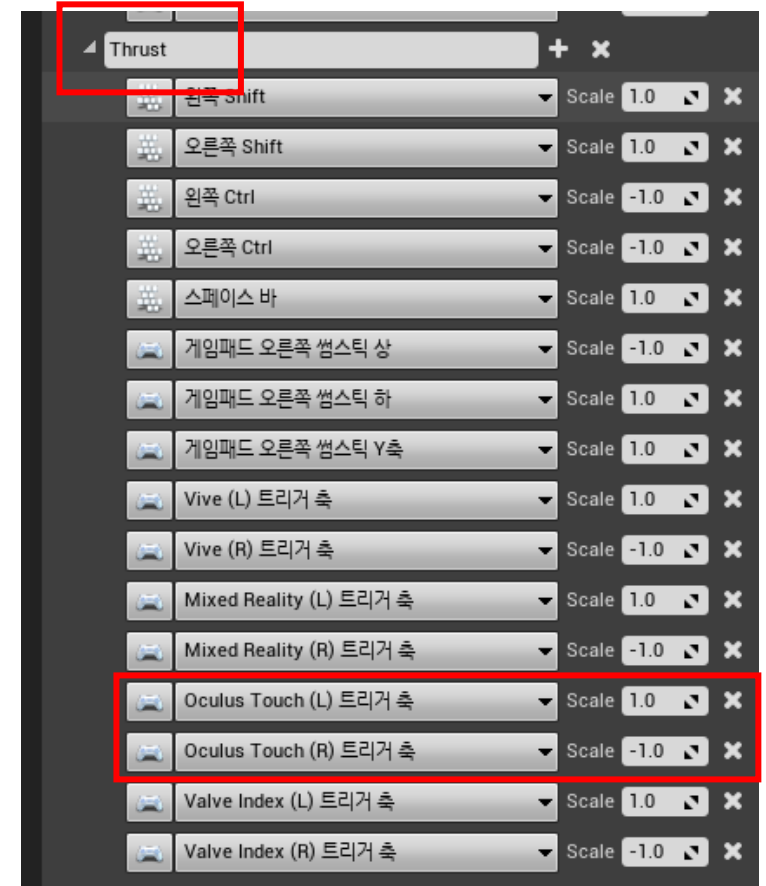 Thrust
왼쪽 Shift Scale 1.0
오른쪽 Shift Scale 1.0
왼쪽 Ctrl Scale -1.0
오른쪽 Ctrl Scale -1.0
스페이스 바 Scale 1.0
게임패드 오른쪽 썸스틱 상 Scale -1.0
게임패드 오른쪽 썸스틱 하 Scale 1.0
게임패드 오른쪽 썸스틱 Y축 Scale 1.0
Vive (L) 트리거 축 Scale 1.0
Vive (R) 트리거 축 Scale -1.0
Mixed Reality (L) 트리거 축 Scale 1.0
Mixed Reality (R) 트리거 축 Scale -1.0
Oculus Touch (L) 트리거 축 Scale 1.0
Oculus Touch (R) 트리거 축 Scale -1.0
Valve Index (L) 트리거 축 Scale 1.0
Valve Index (R) 트리거 축 Scale -1.0